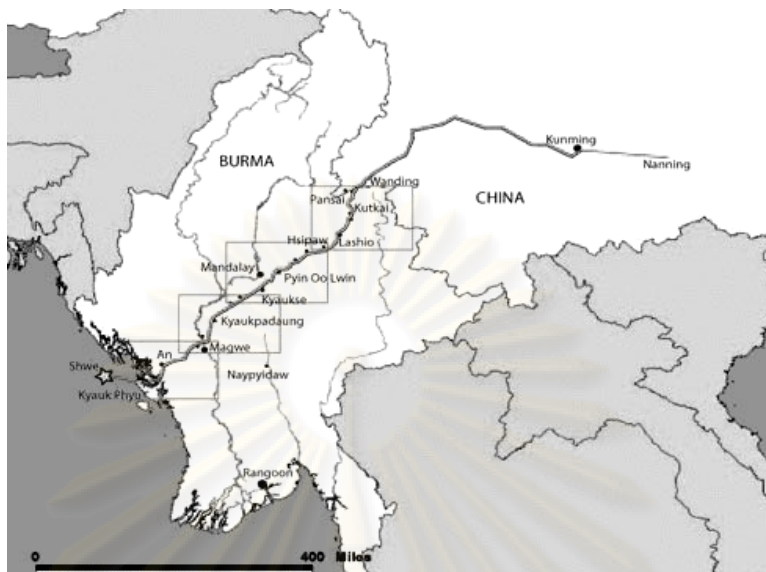 Kunming
Nanning
BURMA
Wanding
Pansai
CHINA
Kutkai
Hsipaw
Lashio
Mandalay
Pyin Oo Lwin
Kyaukse
Kyaukpadaung
An
Magwe
Shwe
Naypyidaw
Kyauk Phyu
Rangoon
0 400 Miles